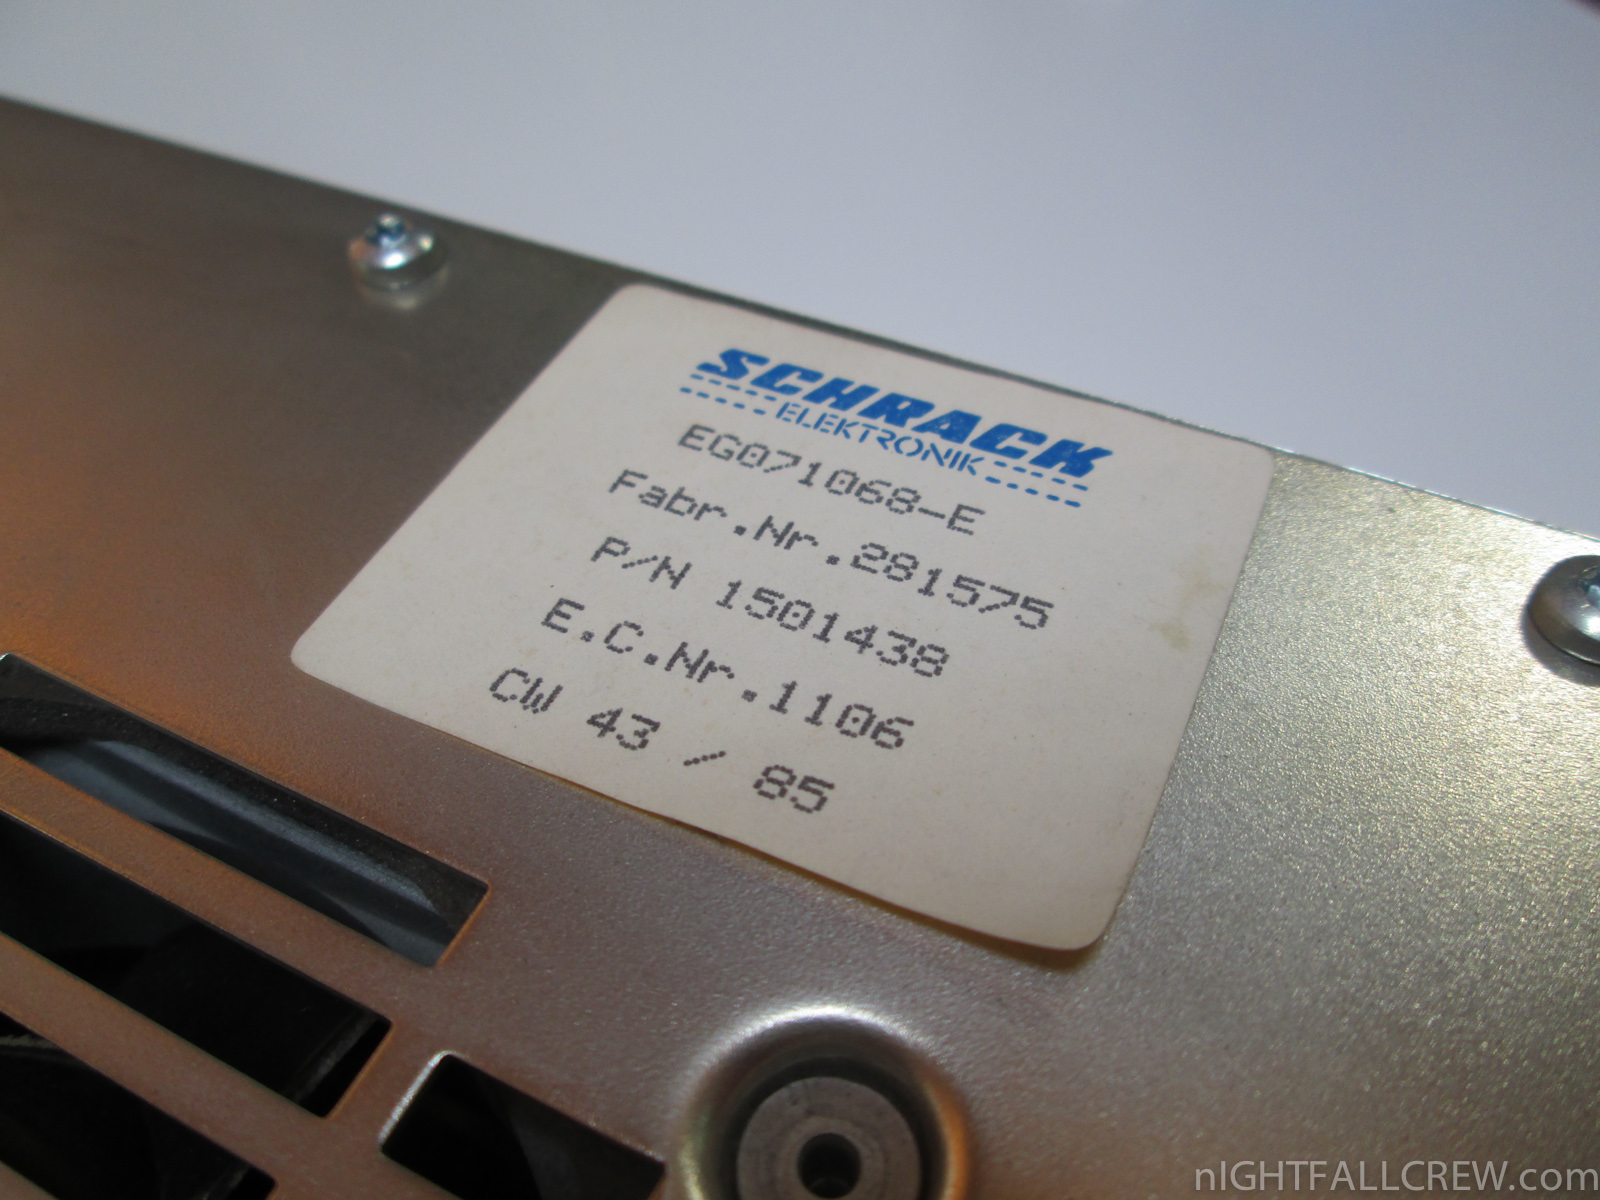 SCHRACK
ELEKTRONIK
EG071068-E
Fabr.Nr.281575
P/N 1501438
E.C.Nr.1106
CW 43 / 85
nIGHTFALLCREW.com